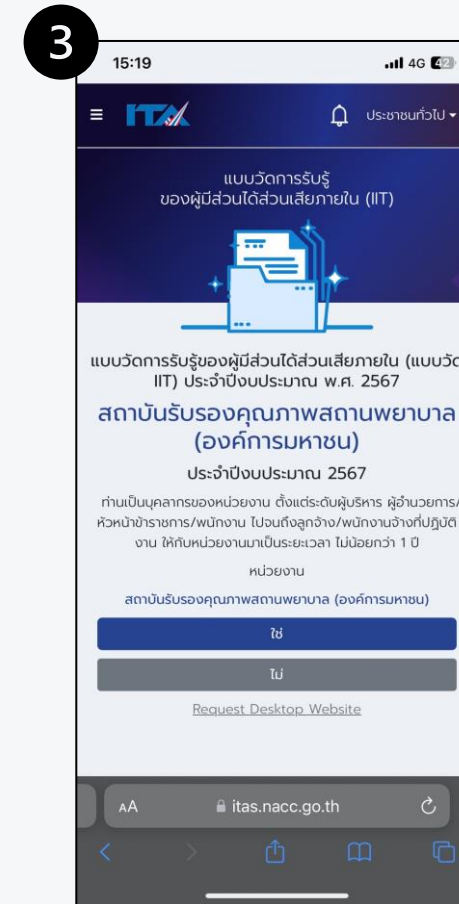 3
15:19
4G 42
ITA
ประชาชนทั่วไป
แบบวัดการรับรู้
ของผู้มีส่วนได้ส่วนเสียภายใน (IIT)
แบบวัดการรับรู้ของผู้มีส่วนได้ส่วนเสียภายใน (แบบวัด
IIT) ประจำปีงบประมาณ พ.ศ. 2567
สถาบันรับรองคุณภาพสถานพยาบาล
(องค์การมหาชน)
ประจำปีงบประมาณ 2567
ท่านเป็นบุคลากรของหน่วยงาน ตั้งแต่ระดับผู้บริหาร ผู้อำนวยการ/
หัวหน้าข้าราชการ/พนักงาน ไปจนถึงลูกจ้าง/พนักงานจ้างที่ปฏิบัติ
งาน ให้กับหน่วยงานมาเป็นระยะเวลา ไม่น้อยกว่า 1 ปี
หน่วยงาน
สถาบันรับรองคุณภาพสถานพยาบาล (องค์การมหาชน)
ใช่
ไม่
Request Desktop Website
AA
itas.nacc.go.th